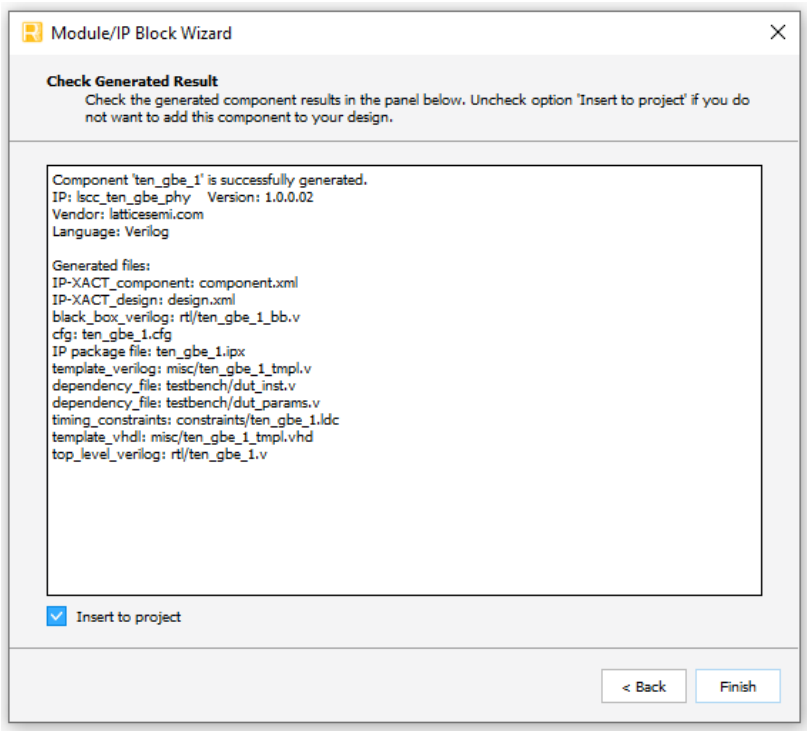 Module/IP Block Wizard
Check Generated Result
Check the generated component results in the panel below. Uncheck option 'Insert to project' if you do
not want to add this component to your design.
Component 'ten_gbe_1' is successfully generated.
IP: lscc_ten_gbe_phy Version: 1.0.0.02
Vendor: latticesemi.com
Language: Verilog
Generated files:
IP-XACT_component: component.xml
IP-XACT_design: design.xml
black_box_verilog: rtl/ten_gbe_1_bb.v
cfg: ten_gbe_1.cfg
IP package file: ten_gbe_1.ipx
template_verilog: misc/ten_gbe_1_tmpl.v
dependency_file: testbench/dut_inst.v
dependency_file: testbench/dut_params.v
timing_constraints: constraints/ten_gbe_1.ldc
template_vhdl: misc/ten_gbe_1_tmpl.vhd
top_level_verilog: rtl/ten_gbe_1.v
Insert to project
< Back Finish